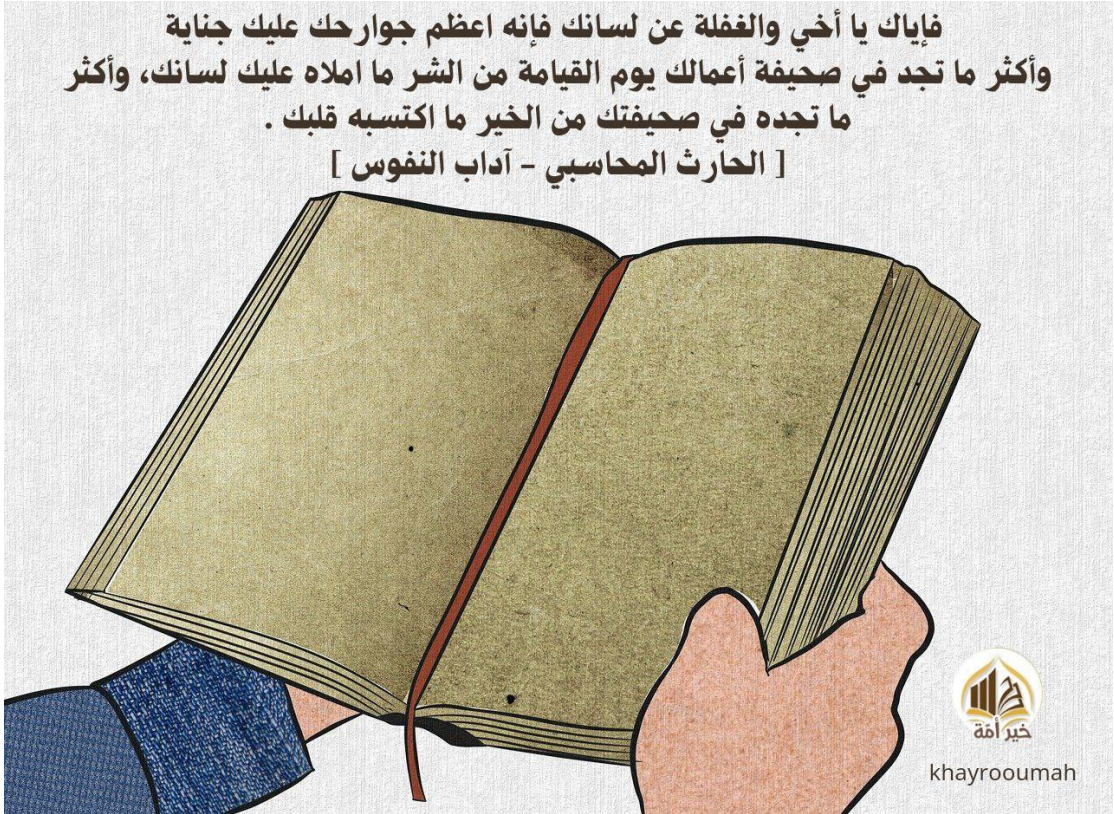 فإياك يا أخي والغفلة عن لسانك فإنه اعظم جوارحك عليك جناية
وأكثر ما تجد في صحيفة أعمالك يوم القيامة من الشر ما املاه عليك لسانك، وأكثر
ما تجده في صحيفتك من الخير ما اكتسبه قلبك .
[ الحارث المحاسبي - آداب النفوس ]
خير أمّة
khayrooumah